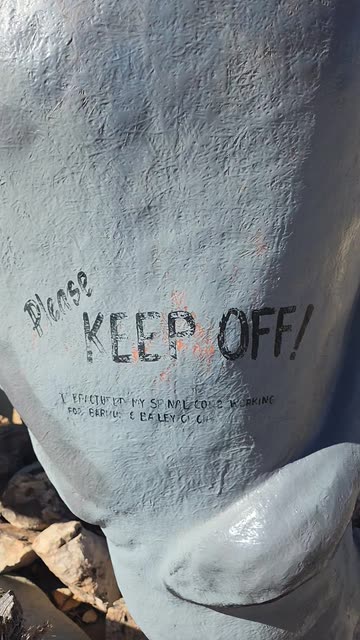 Please
KEEP OFF!
I FRACTURED MY SPINAL CORD WORKING
FOR BARNUM & BAILEY